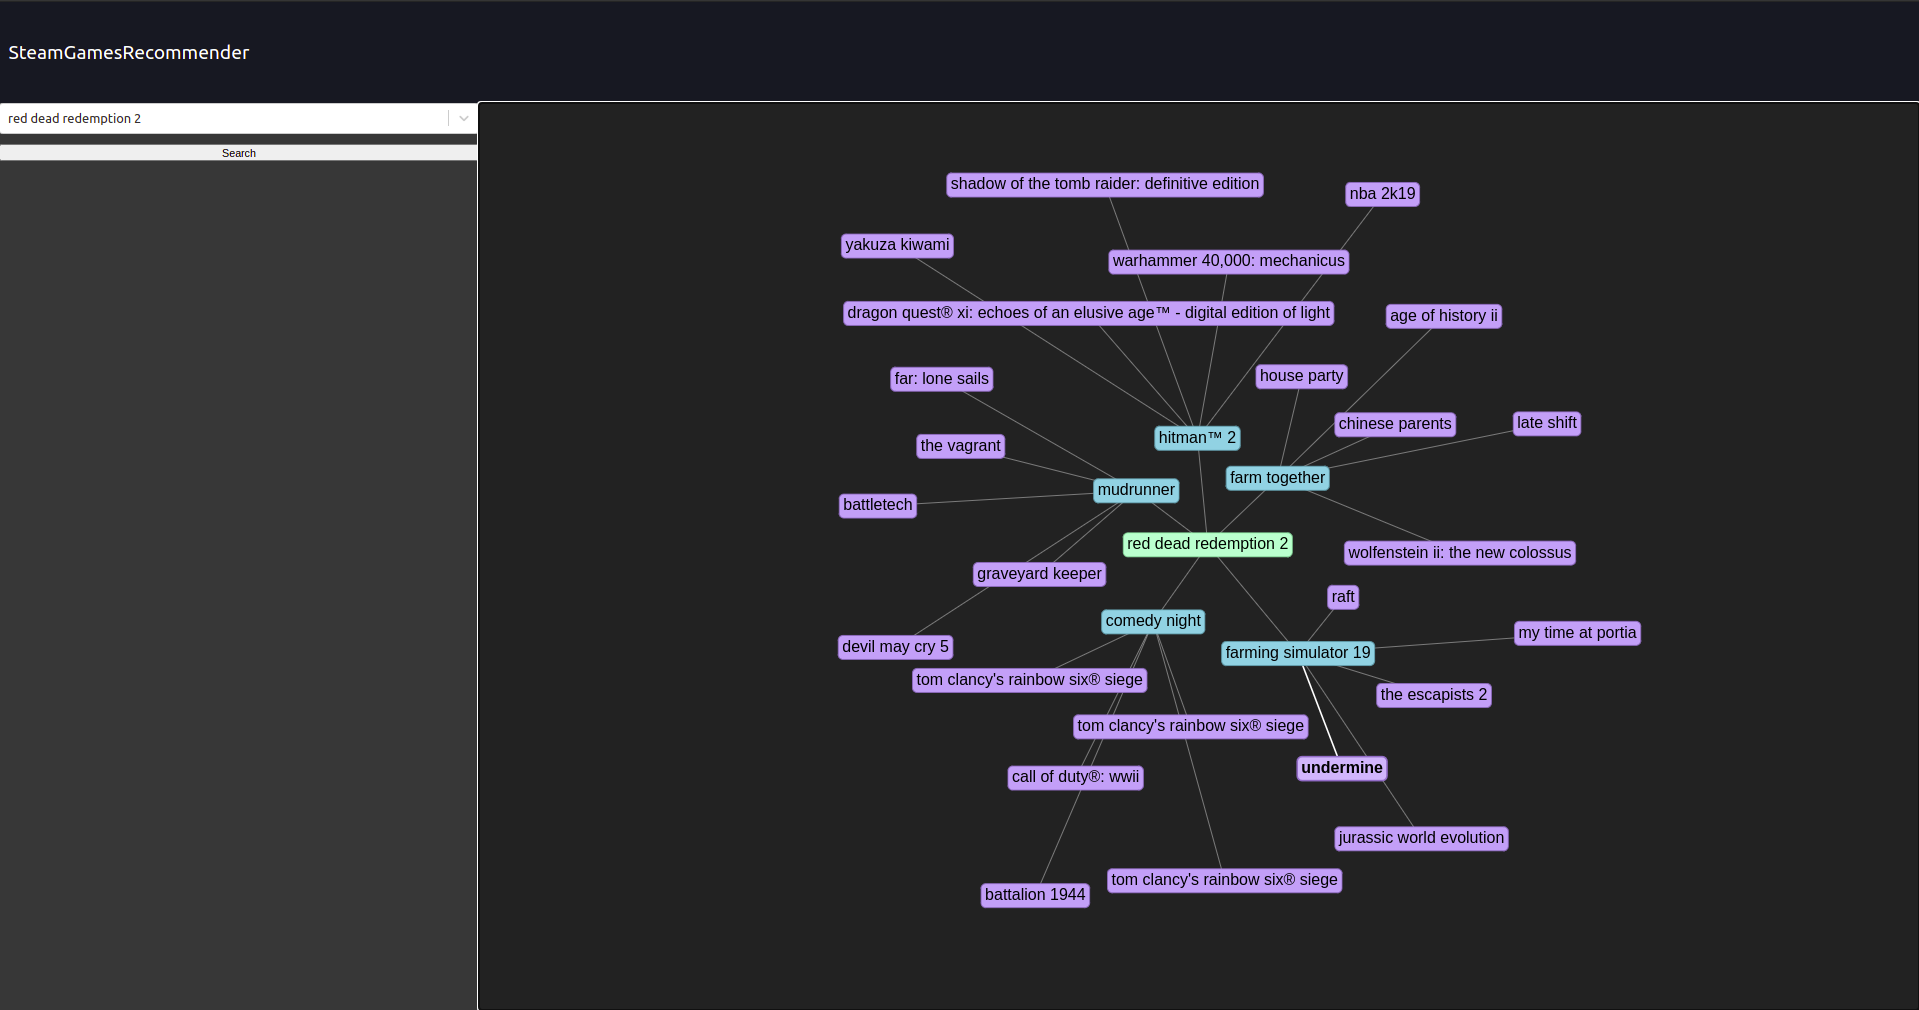 SteamGamesRecommender
red dead redemption 2
Search
shadow of the tomb raider: definitive edition
nba 2k19
yakuza kiwami
warhammer 40,000: mechanicus
dragon quest® xi: echoes of an elusive age™ - digital edition of light
age of history ii
far: lone sails
house party
chinese parents
late shift
hitman™ 2
the vagrant
farm together
mudrunner
battletech
red dead redemption 2
wolfenstein ii: the new colossus
graveyard keeper
raft
comedy night
my time at portia
devil may cry 5
farming simulator 19
tom clancy's rainbow six® siege
the escapists 2
tom clancy's rainbow six® siege
undermine
call of duty®: wwii
jurassic world evolution
tom clancy's rainbow six® siege
battalion 1944